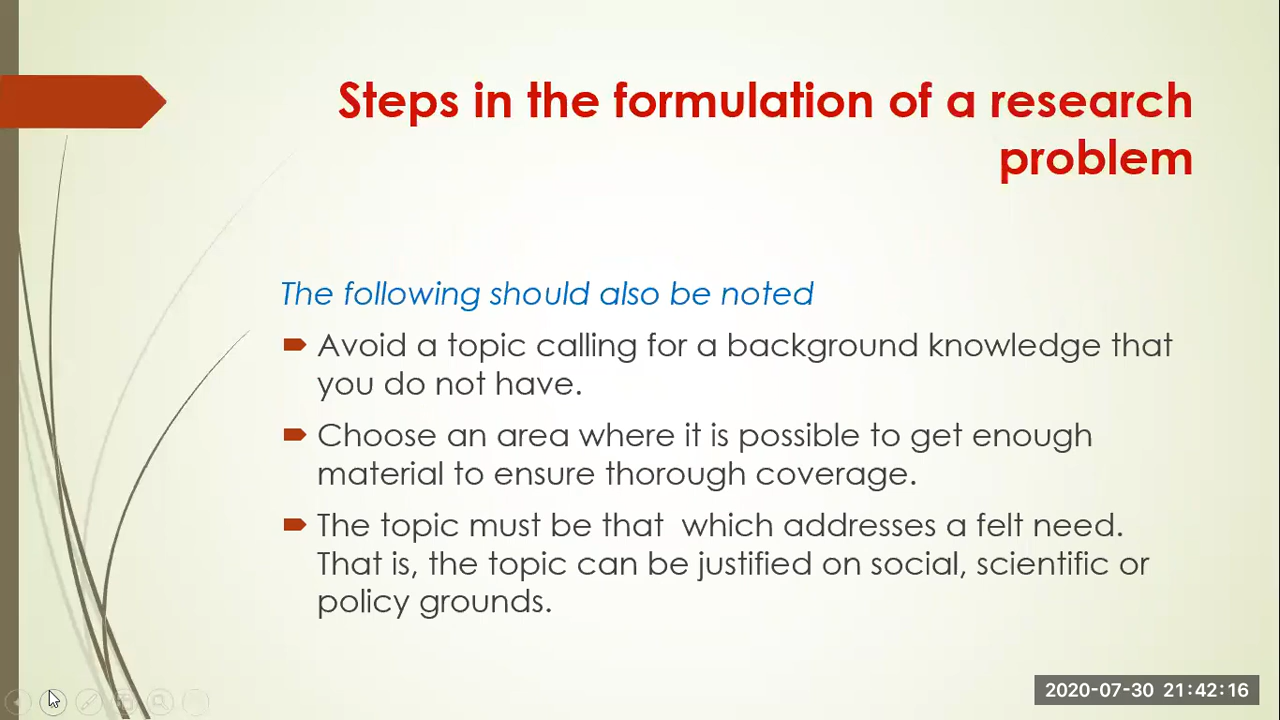 Steps in the formulation of a research
problem
The following should also be noted
Avoid a topic calling for a background knowledge that
you do not have.
Choose an area where it is possible to get enough
material to ensure thorough coverage.
The topic must be that  which addresses a felt need.
That is, the topic can be justified on social, scientific or
policy grounds.
2020-07-30 21:42:16